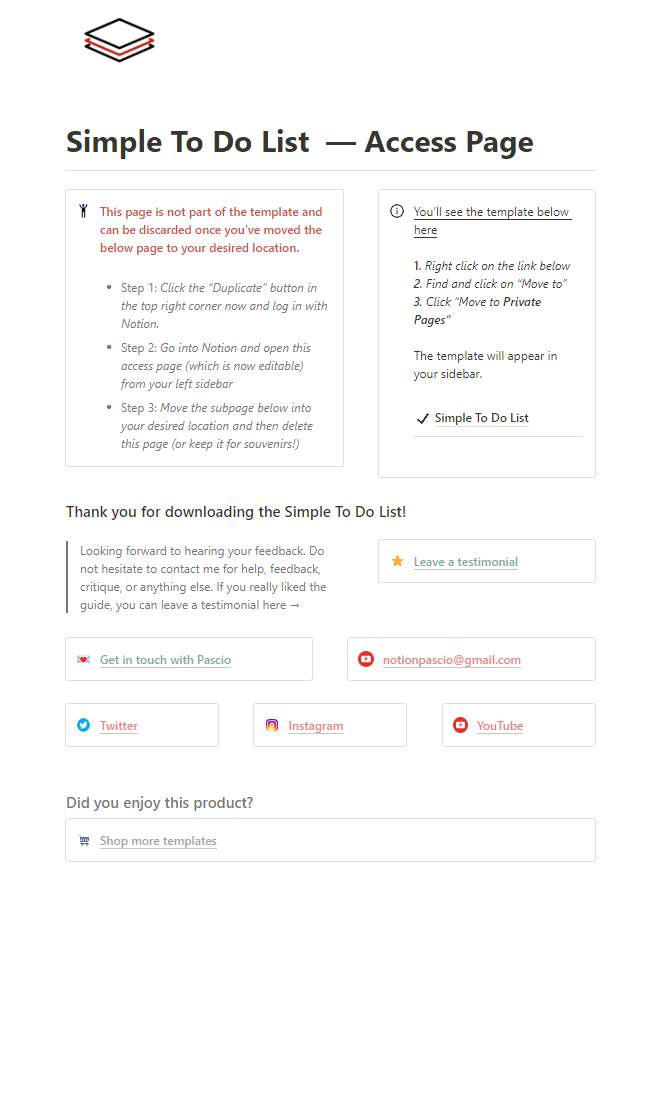 Simple To Do List — Access Page
This page is not part of the template and
can be discarded once you've moved the
below page to your desired location.
• Step 1: Click the “Duplicate” button in
the top right corner now and log in with
Notion.
• Step 2: Go into Notion and open this
access page (which is now editable)
from your left sidebar
• Step 3: Move the subpage below into
your desired location and then delete
this page (or keep it for souvenirs!)
You'll see the template below
here
1. Right click on the link below
2. Find and click on “Move to”
3. Click “Move to Private
Pages”
The template will appear in
your sidebar.
Simple To Do List
Thank you for downloading the Simple To Do List!
Looking forward to hearing your feedback. Do
not hesitate to contact me for help, feedback,
critique, or anything else. If you really liked the
guide, you can leave a testimonial here →
Leave a testimonial
Get in touch with Pascio
notionpascio@gmail.com
Twitter
Instagram
YouTube
Did you enjoy this product?
Shop more templates